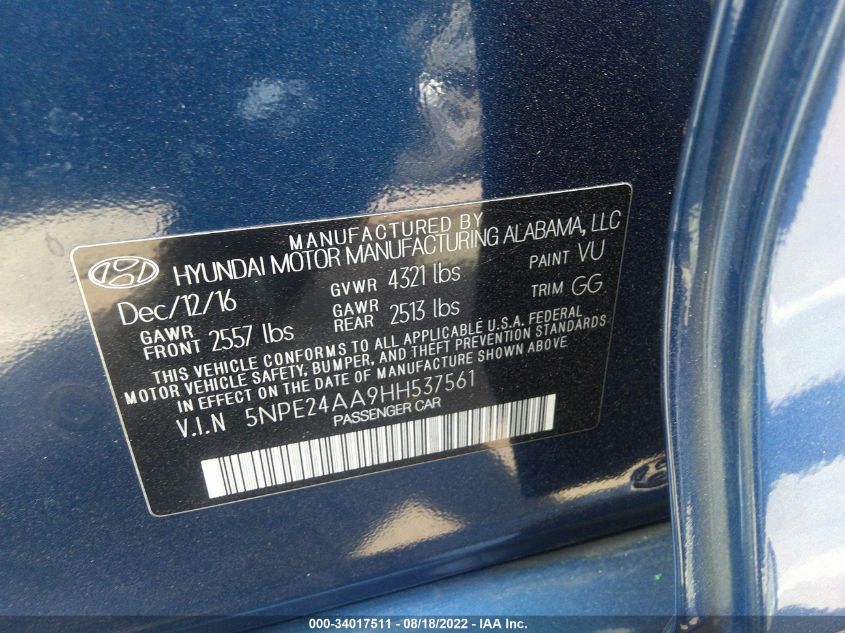 MANUFACTURED BY
HYUNDAI MOTOR MANUFACTURING ALABAMA, LLC
Dec/12/16 GVWR 4321 lbs PAINT VU
GAWR FRONT 2557 lbs GAWR REAR 2513 lbs TRIM GG
THIS VEHICLE CONFORMS TO ALL APPLICABLE U.S.A. FEDERAL
MOTOR VEHICLE SAFETY, BUMPER, AND THEFT PREVENTION STANDARDS
IN EFFECT ON THE DATE OF MANUFACTURE SHOWN ABOVE
V.I.N 5NPE24AA9HH537561
PASSENGER CAR
000-34017511 - 08/18/2022 - IAA Inc.